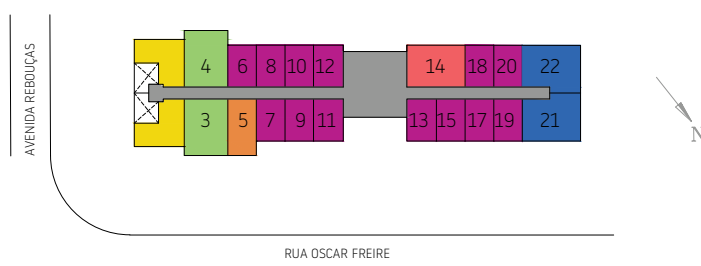 AVENIDA REBOUÇAS
4 6 8 10 12 14 18 20 22
3 5 7 9 11 13 15 17 19 21
N
RUA OSCAR FREIRE